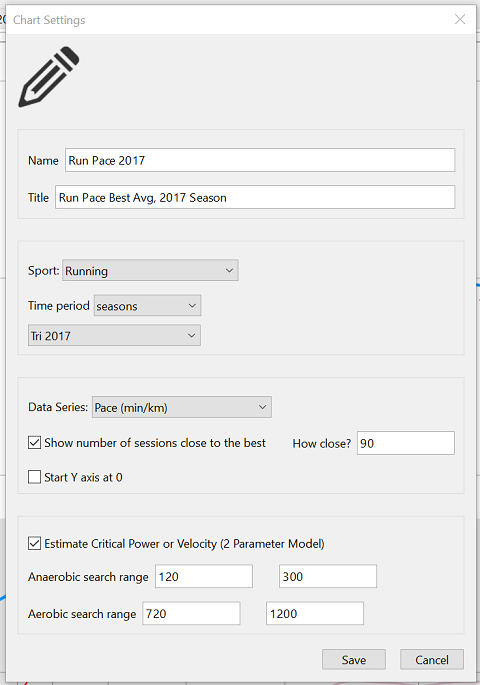 Chart Settings
Name Run Pace 2017
Title Run Pace Best Avg, 2017 Season
Sport: Running
Time period seasons
Tri 2017
Data Series: Pace (min/km)
Show number of sessions close to the best How close? 90
Start Y axis at 0
Estimate Critical Power or Velocity (2 Parameter Model)
Anaerobic search range 120 300
Aerobic search range 720 1200
Save Cancel